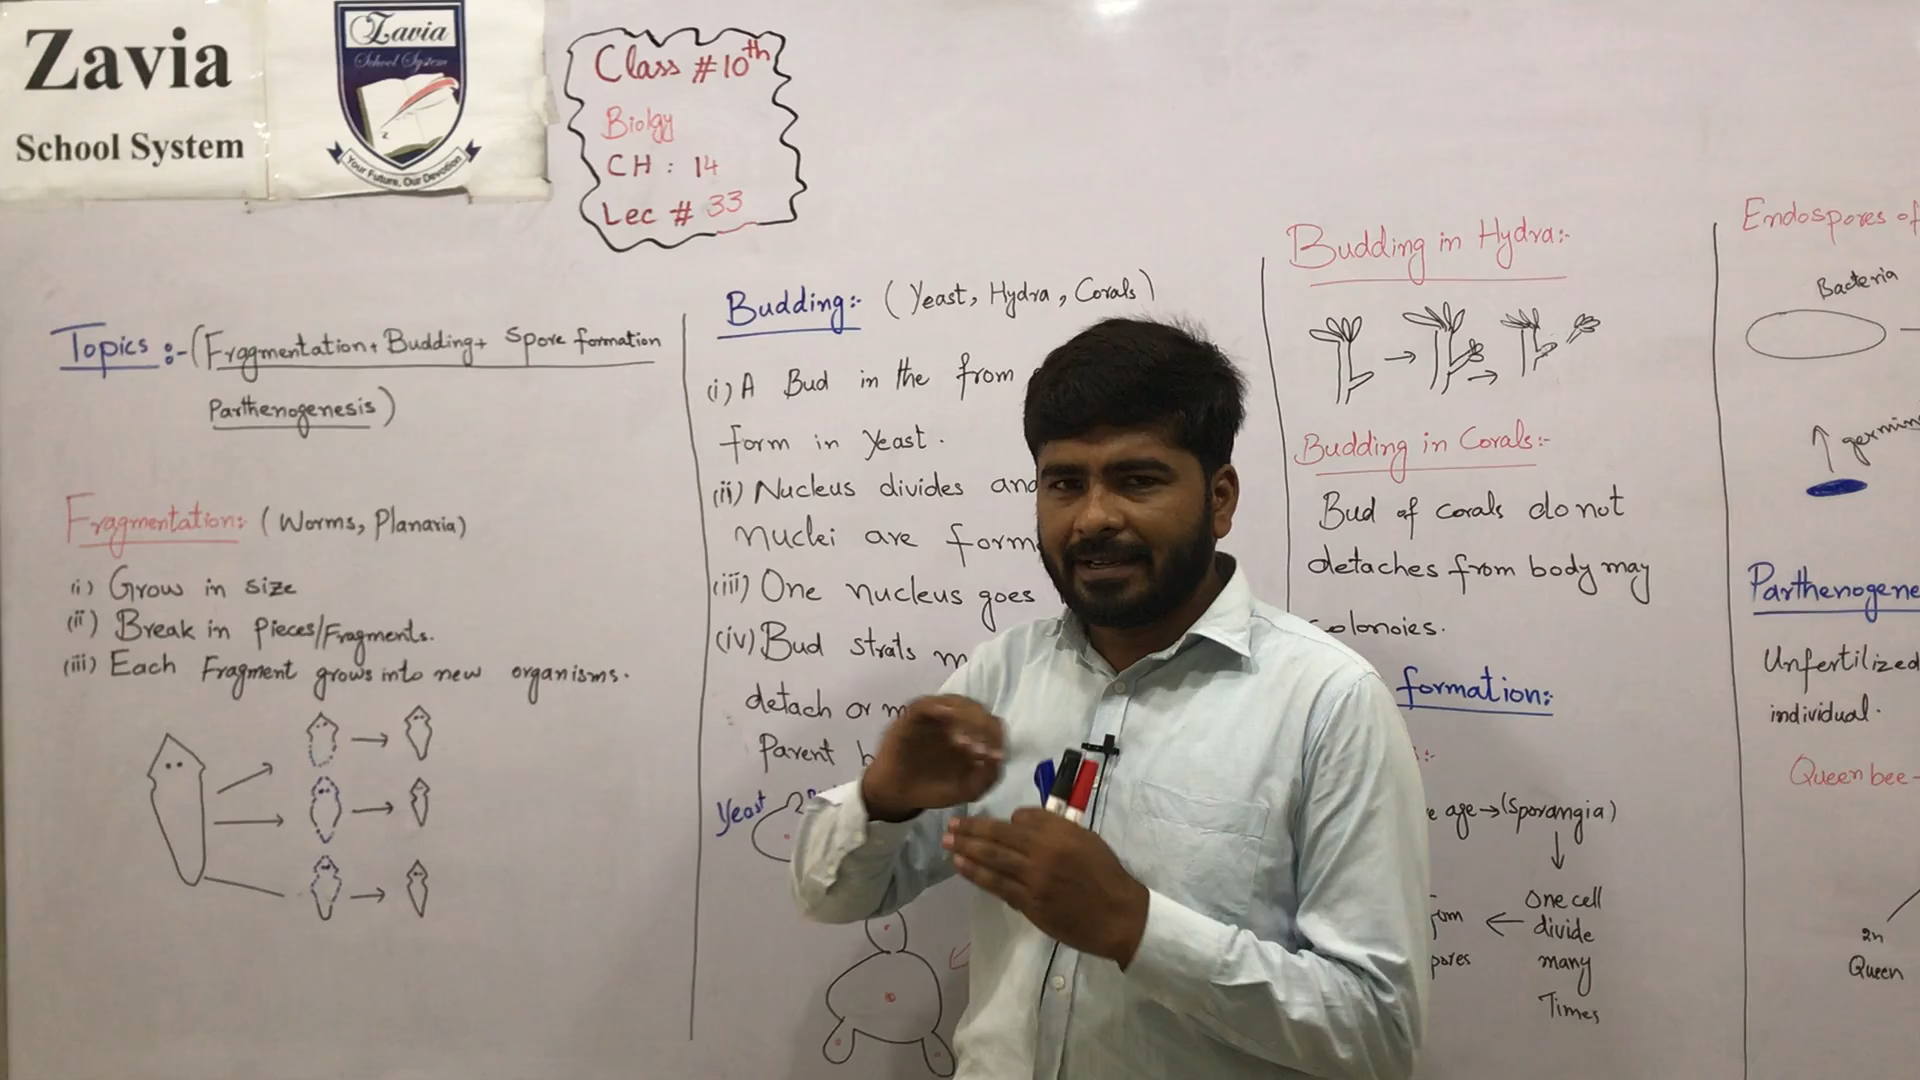 Zavia
School System
Zavia
School System
Your Future, Our Devotion
Class #10th
Biolgy
CH : 14
Lec # 33
Topics :- (Fragmentation+ Budding+ Spore formation
Parthenogenesis)
Fragmentation: (Worms, Planaria)
(i) Grow in size
(ii) Break in Pieces/Fragments.
(iii) Each Fragment grows into new organisms.
Budding:- (Yeast, Hydra, Corals)
(i) A Bud in the from
form in Yeast.
(ii) Nucleus divides and
nuclei are
(iii) One nucleus goes
(iv) Bud strats
detach or
Parent
Yeast
Budding in Hydra:-
Budding in Corals:-
Bud of corals do not
detaches from body may
colonoies.
formation:-
age → (Sporangia)
One cell
divide
many
Times
Endospores of
Bacteria
Unfertilized
individual.
Queen bee
2n
Queen